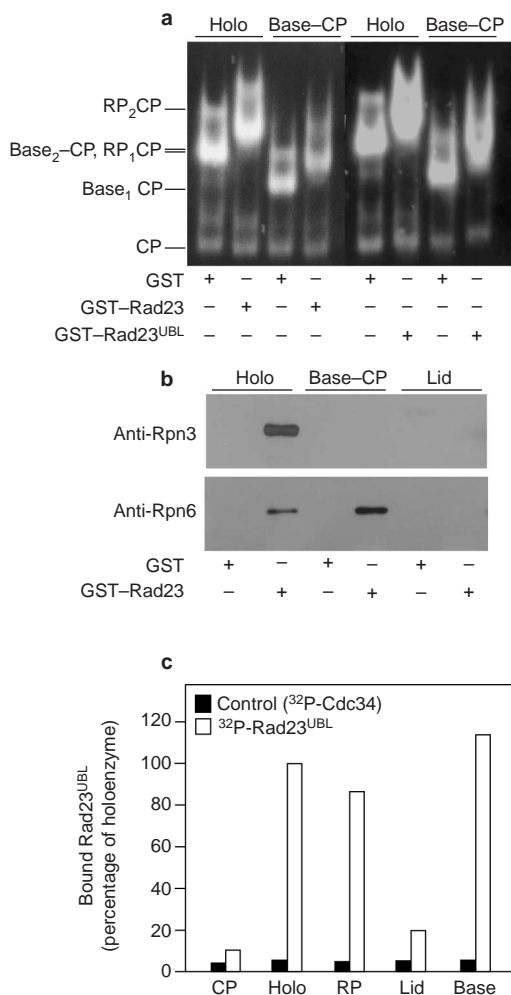 a
Holo Base–CP Holo Base–CP
RP2CP
Base2–CP, RP1CP
Base1 CP
CP
GST + – + – + – + –
GST–Rad23 – + – + – – – –
GST–Rad23UBL – – – – – + – +
b
Holo Base–CP Lid
Anti-Rpn3
Anti-Rpn6
GST + – + – + –
GST–Rad23 – + – + – +
c
Control (32P-Cdc34)
32P-Rad23UBL
Bound Rad23UBL
(percentage of holoenzyme)
120
100
80
60
40
20
0
CP Holo RP Lid Base